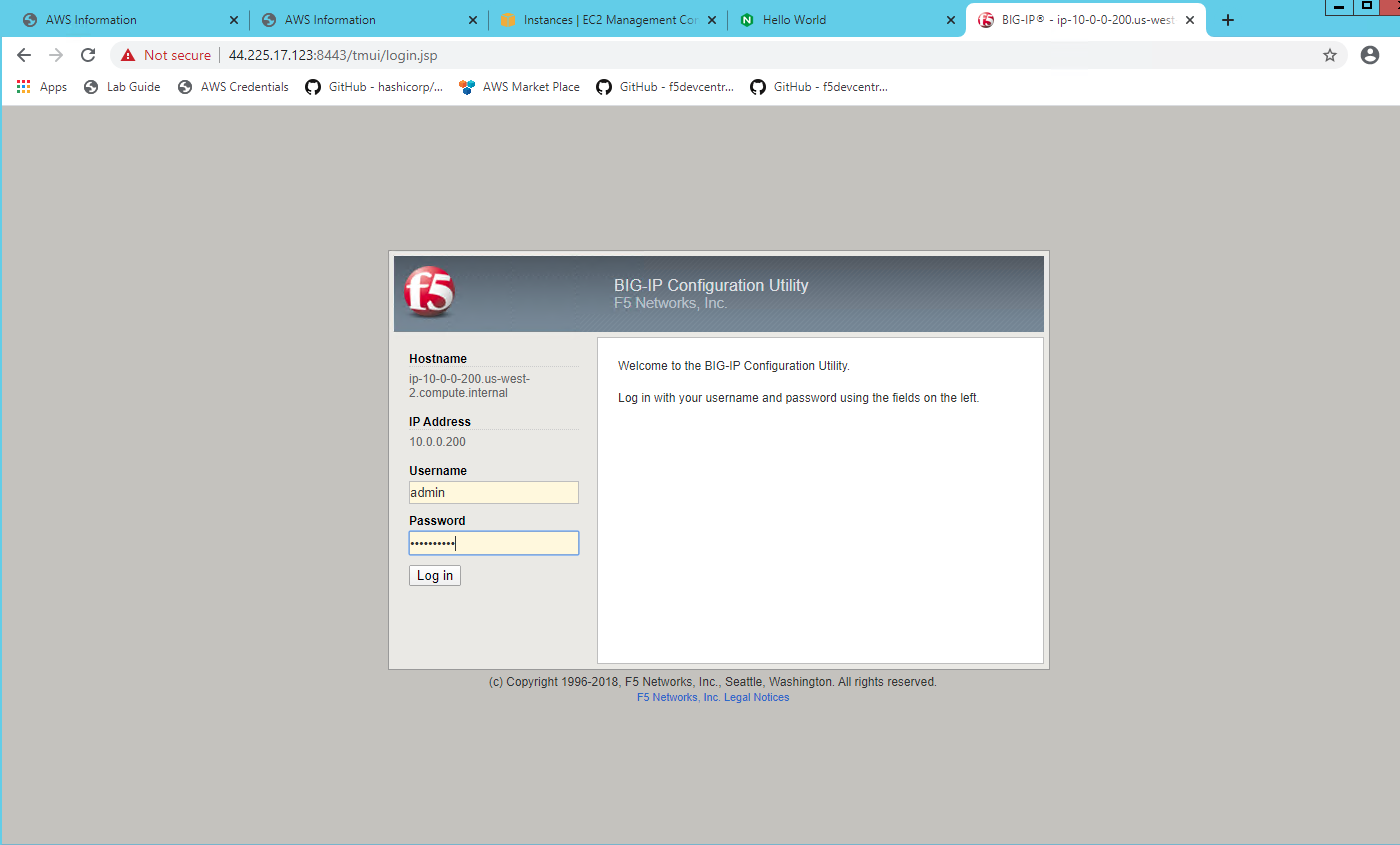 AWS Information
AWS Information
Instances | EC2 Management Con
Hello World
BIG-IP® - ip-10-0-0-200.us-west
Not secure
44.225.17.123:8443/tmui/login.jsp
Apps
Lab Guide
AWS Credentials
GitHub - hashicorp/...
AWS Market Place
GitHub - f5devcentr...
GitHub - f5devcentr...
f5
BIG-IP Configuration Utility
F5 Networks, Inc.
Hostname
ip-10-0-0-200.us-west-
2.compute.internal
IP Address
10.0.0.200
Username
admin
Password
••••••••••
Log in
Welcome to the BIG-IP Configuration Utility.
Log in with your username and password using the fields on the left.
(c) Copyright 1996-2018, F5 Networks, Inc., Seattle, Washington. All rights reserved.
F5 Networks, Inc. Legal Notices